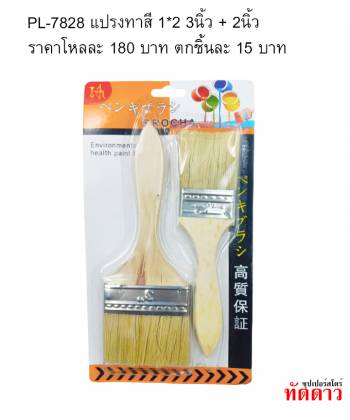 PL-7828 แปรงทาสี 1*2 3นิ้ว + 2นิ้ว
ราคาโหลละ 180 บาท ตกชิ้นละ 15 บาท
ペンキブラシ
BROCHA
Environmental
health paint
ペンキブラシ
高質保証
ซุปเปอร์สโตร์
ทัดดาว